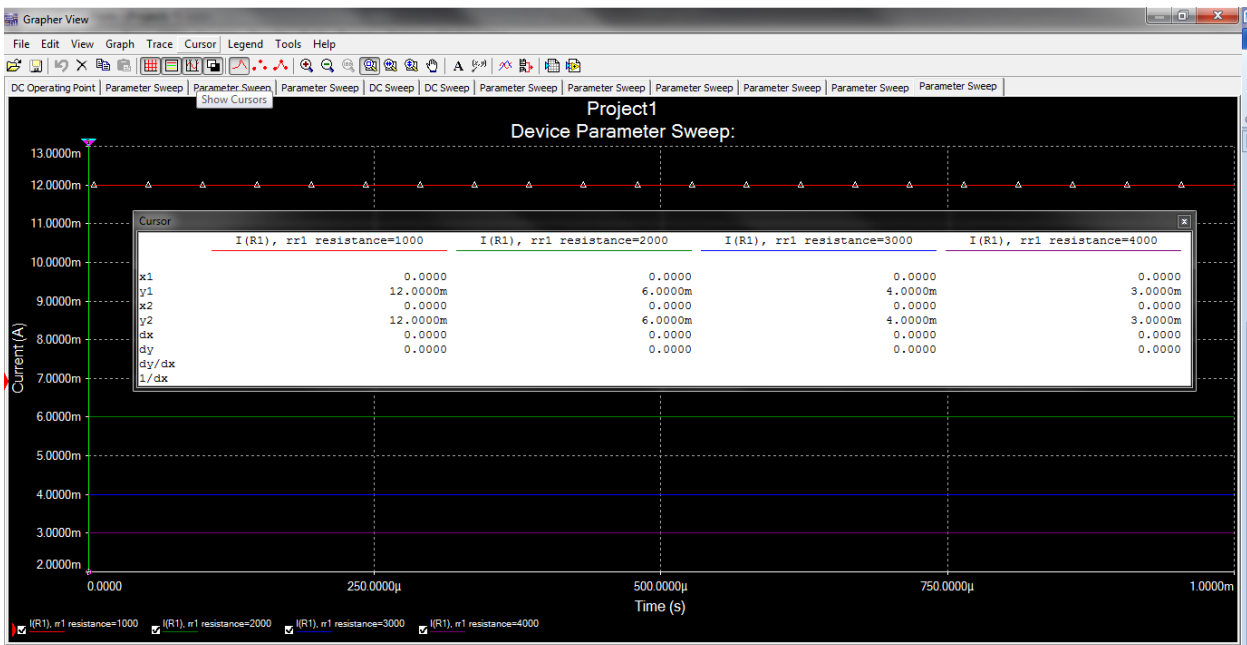 Grapher View
File Edit View Graph Trace Cursor Legend Tools Help
DC Operating Point Parameter Sweep Parameter Sweep Parameter Sweep DC Sweep DC Sweep Parameter Sweep Parameter Sweep Parameter Sweep Parameter Sweep Parameter Sweep Parameter Sweep
Show Cursors
Project1
Device Parameter Sweep:
13.0000m
12.0000m
11.0000m
10.0000m
9.0000m
8.0000m
7.0000m
6.0000m
5.0000m
4.0000m
3.0000m
2.0000m
Current (A)
Cursor
I(R1), rr1 resistance=1000 I(R1), rr1 resistance=2000 I(R1), rr1 resistance=3000 I(R1), rr1 resistance=4000
x1 0.0000 0.0000 0.0000 0.0000
y1 12.0000m 6.0000m 4.0000m 3.0000m
x2 0.0000 0.0000 0.0000 0.0000
y2 12.0000m 6.0000m 4.0000m 3.0000m
dx 0.0000 0.0000 0.0000 0.0000
dy 0.0000 0.0000 0.0000 0.0000
dy/dx
1/dx
0.0000 250.0000µ 500.0000µ 750.0000µ 1.0000m
Time (s)
I(R1), rr1 resistance=1000 I(R1), rr1 resistance=2000 I(R1), rr1 resistance=3000 I(R1), rr1 resistance=4000